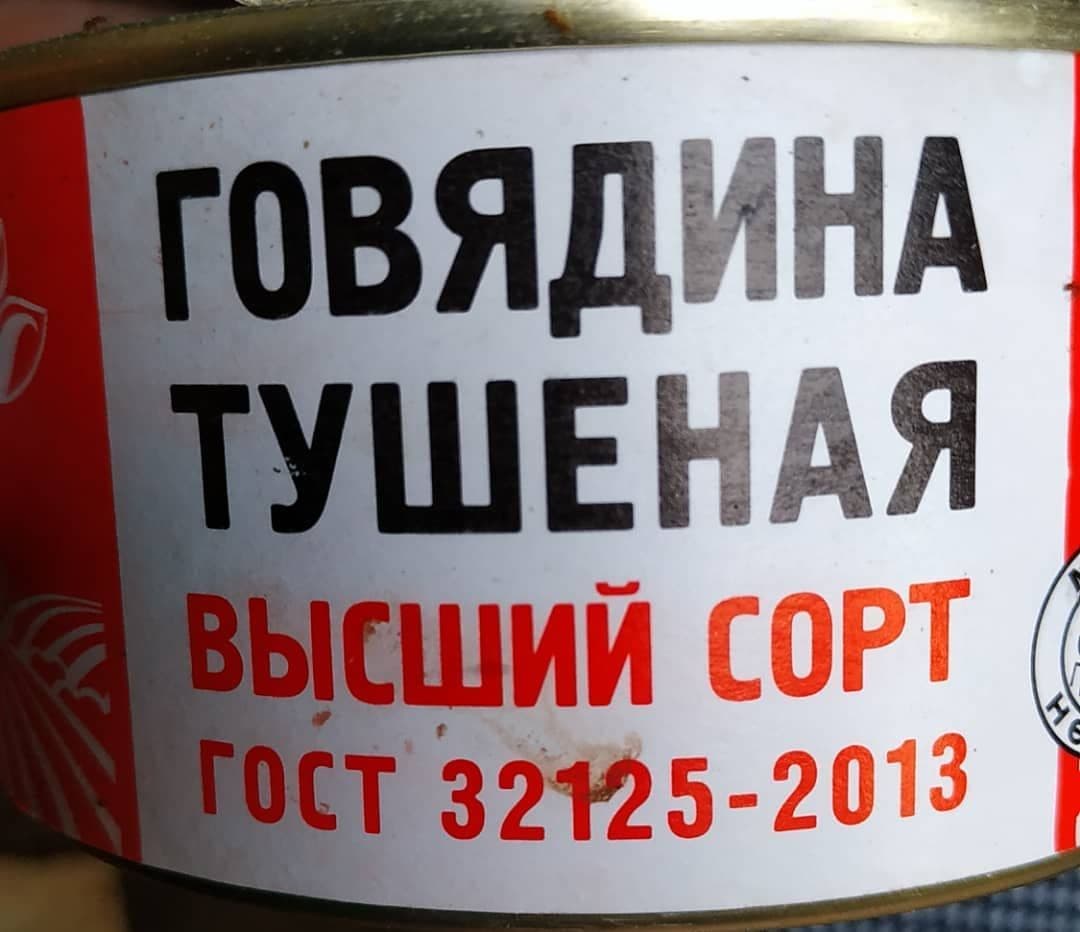 ГОВЯДИНА
ТУШЕНАЯ
ВЫСШИЙ СОРТ
ГОСТ 32125-2013